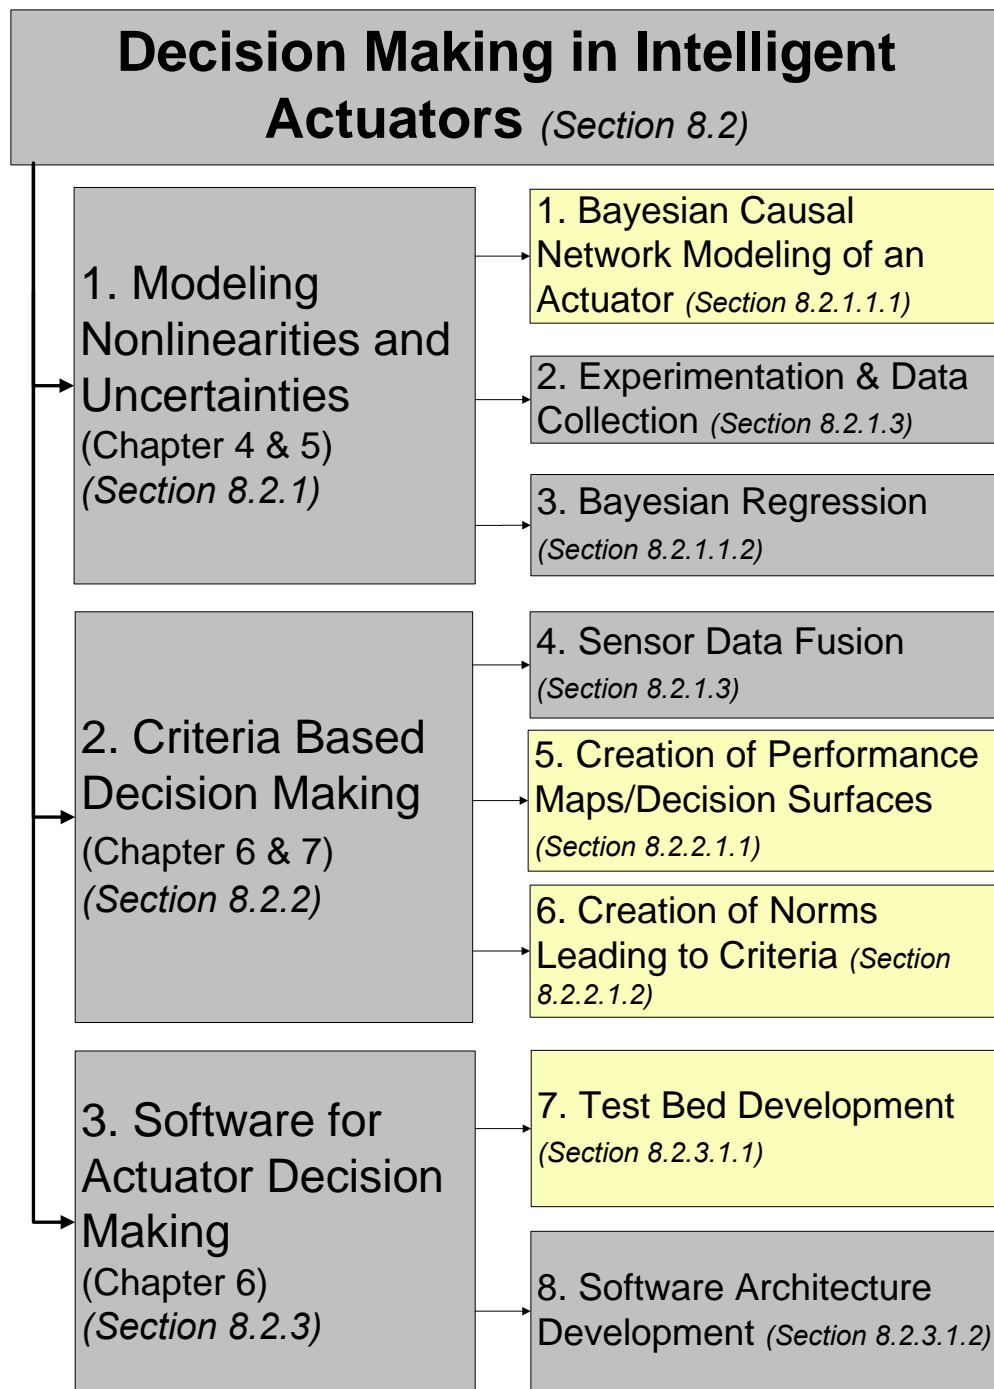 Decision Making in Intelligent
Actuators (Section 8.2)
1. Modeling
Nonlinearities and
Uncertainties
(Chapter 4 & 5)
(Section 8.2.1)
1. Bayesian Causal
Network Modeling of an
Actuator (Section 8.2.1.1.1)
2. Experimentation & Data
Collection (Section 8.2.1.3)
3. Bayesian Regression
(Section 8.2.1.1.2)
2. Criteria Based
Decision Making
(Chapter 6 & 7)
(Section 8.2.2)
4. Sensor Data Fusion
(Section 8.2.1.3)
5. Creation of Performance
Maps/Decision Surfaces
(Section 8.2.2.1.1)
6. Creation of Norms
Leading to Criteria (Section
8.2.2.1.2)
3. Software for
Actuator Decision
Making
(Chapter 6)
(Section 8.2.3)
7. Test Bed Development
(Section 8.2.3.1.1)
8. Software Architecture
Development (Section 8.2.3.1.2)